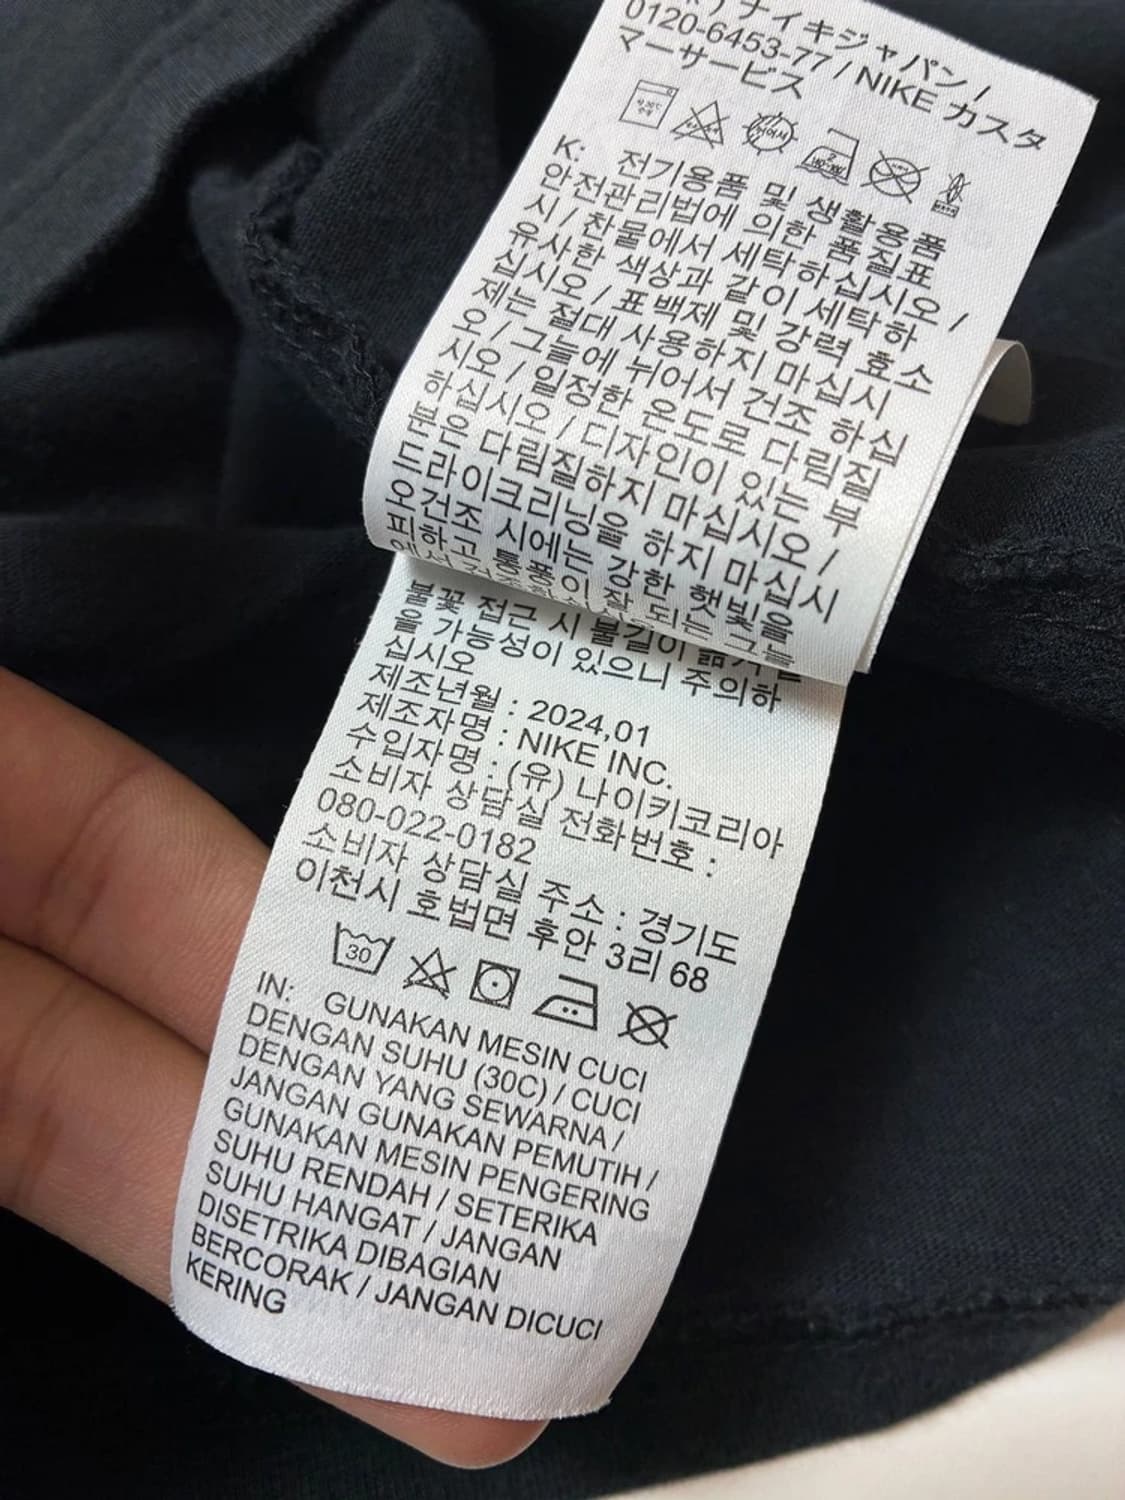 ナイキジャパン /
0120-6453-77 / NIKE カスタ
マーサービス
K: 전기용품 및 생활용품
안전관리법에 의한 품질표
시 / 찬물에서 세탁하십시오 /
유사한 색상과 같이 세탁하
십시오 / 표백제 및 강력 효소
제는 절대 사용하지 마십시
오 / 그늘에 뉘어서 건조 하십
시오 / 일정한 온도로 다림질
하십시오 / 디자인이 있는 부
분은 다림질하지 마십시오 /
드라이크리닝을 하지 마십시
오건조 시에는 강한 햇빛을
피하고 통풍이 잘 되는 그늘
불꽃 접근 시 불길이
을 가능성이 있으니 주의하
십시오
제조년월 : 2024,01
제조자명 : NIKE INC.
수입자명 : (유) 나이키코리아
소비자 상담실 전화번호 :
080-022-0182
소비자 상담실 주소 : 경기도
이천시 호법면 후안 3리 68
30
IN: GUNAKAN MESIN CUCI
DENGAN SUHU (30C) / CUCI
DENGAN YANG SEWARNA /
JANGAN GUNAKAN PEMUTIH /
GUNAKAN MESIN PENGERING
SUHU RENDAH / SETERIKA
SUHU HANGAT / JANGAN
DISETRIKA DIBAGIAN
BERCORAK / JANGAN DICUCI
KERING